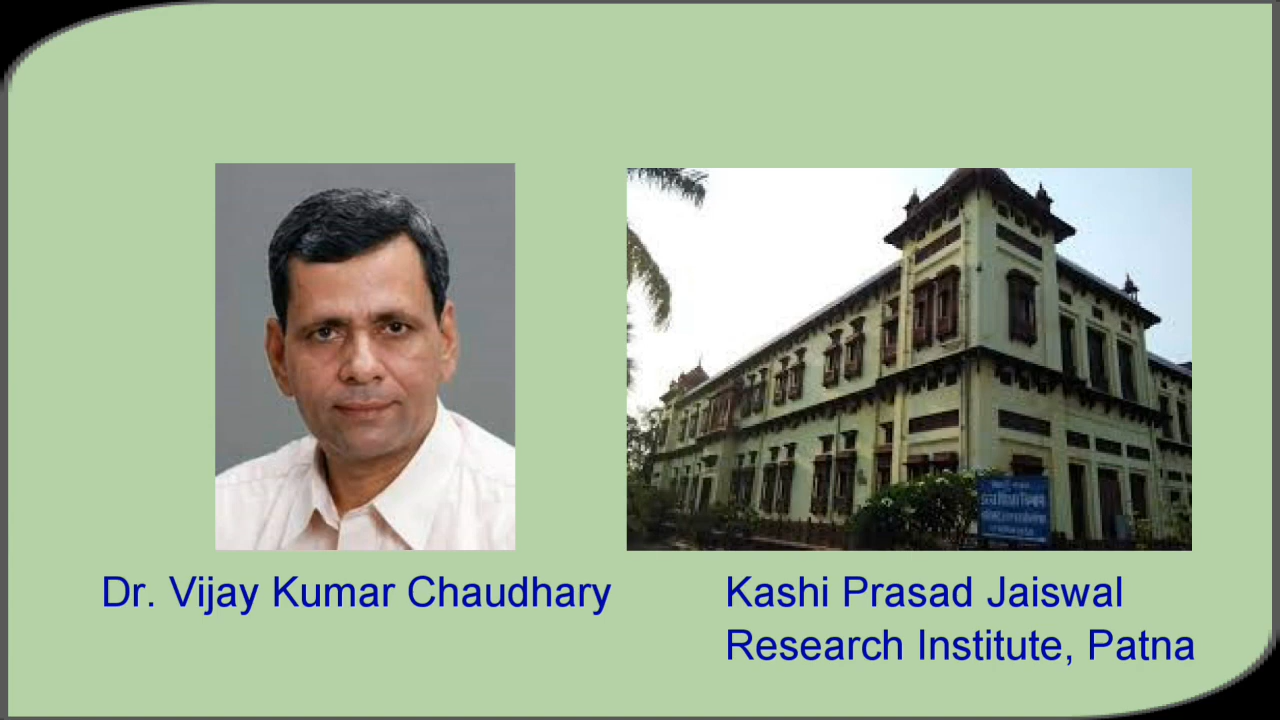 Dr. Vijay Kumar Chaudhary
Kashi Prasad Jaiswal
Research Institute, Patna